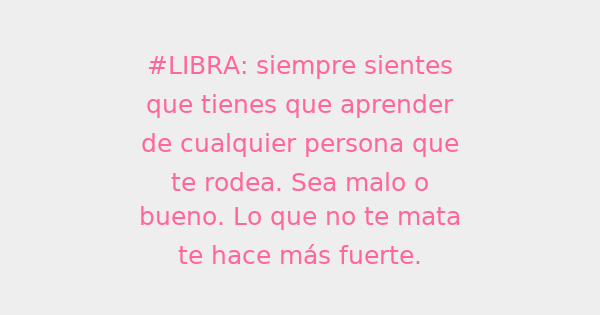 #LIBRA: siempre sientes
que tienes que aprender
de cualquier persona que
te rodea. Sea malo o
bueno. Lo que no te mata
te hace más fuerte.